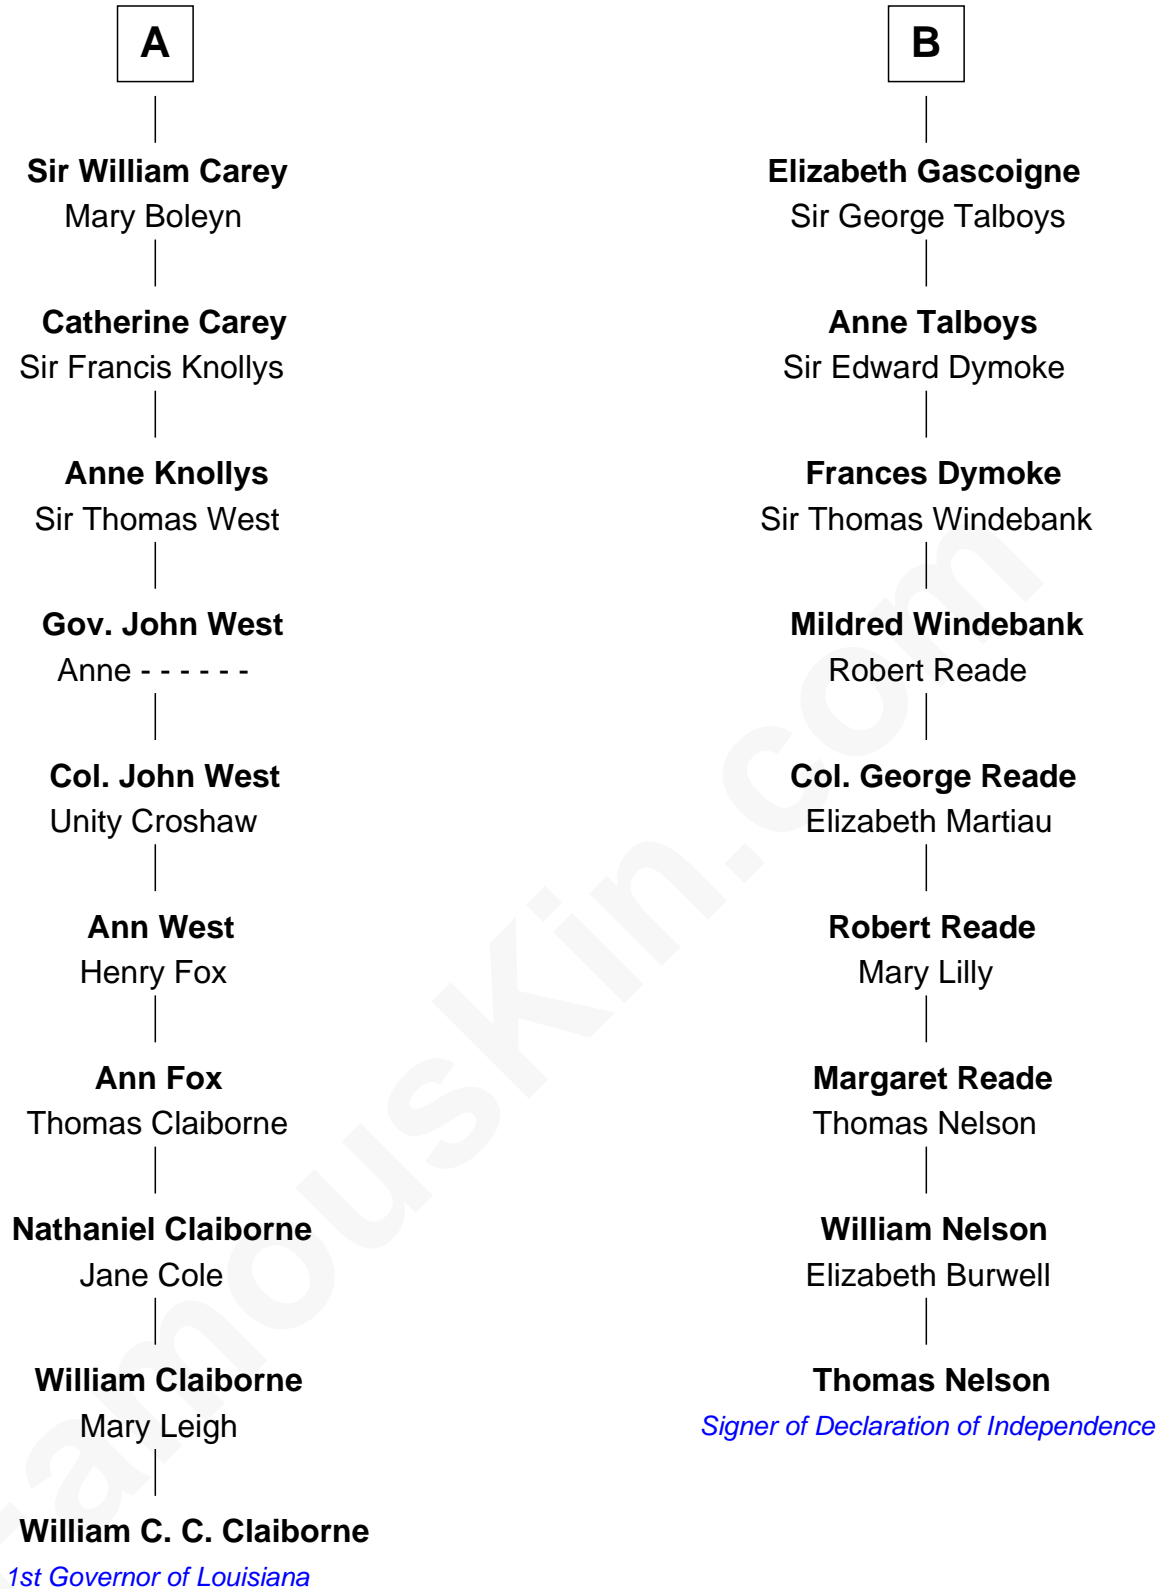 A
Sir William Carey
Mary Boleyn
Catherine Carey
Sir Francis Knollys
Anne Knollys
Sir Thomas West
Gov. John West
Anne - - - - - -
Col. John West
Unity Croshaw
Ann West
Henry Fox
Ann Fox
Thomas Claiborne
Nathaniel Claiborne
Jane Cole
William Claiborne
Mary Leigh
William C. C. Claiborne
1st Governor of Louisiana
B
Elizabeth Gascoigne
Sir George Talboys
Anne Talboys
Sir Edward Dymoke
Frances Dymoke
Sir Thomas Windebank
Mildred Windebank
Robert Reade
Col. George Reade
Elizabeth Martiau
Robert Reade
Mary Lilly
Margaret Reade
Thomas Nelson
William Nelson
Elizabeth Burwell
Thomas Nelson
Signer of Declaration of Independence
FamousKin.com